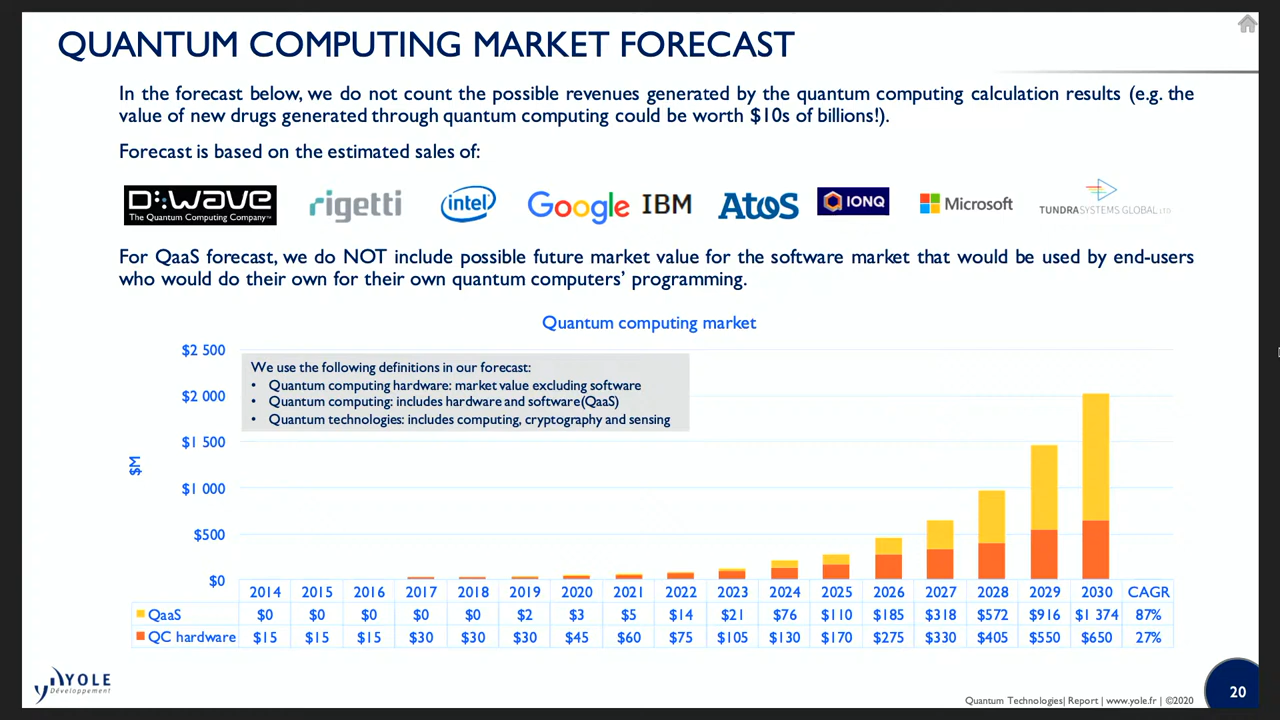 QUANTUM COMPUTING MARKET FORECAST
In the forecast below, we do not count the possible revenues generated by the quantum computing calculation results (e.g. the
value of new drugs generated through quantum computing could be worth $10s of billions!).
Forecast is based on the estimated sales of:
D:wave
The Quantum Computing Company™
rigetti
intel
Google
IBM
Atos
IONQ
Microsoft
TUNDRASYSTEMS GLOBAL LTD
For QaaS forecast, we do NOT include possible future market value for the software market that would be used by end-users
who would do their own for their own quantum computers’ programming.
Quantum computing market
We use the following definitions in our forecast:
• Quantum computing hardware: market value excluding software
• Quantum computing: includes hardware and software(QaaS)
• Quantum technologies: includes computing, cryptography and sensing
$M
$2 500
$2 000
$1 500
$1 000
$500
$0
2014 2015 2016 2017 2018 2019 2020 2021 2022 2023 2024 2025 2026 2027 2028 2029 2030 CAGR
QaaS $0 $0 $0 $0 $0 $2 $3 $5 $14 $21 $76 $110 $185 $318 $572 $916 $1 374 87%
QC hardware $15 $15 $15 $30 $30 $30 $45 $60 $75 $105 $130 $170 $275 $330 $405 $550 $650 27%
YOLE
Développement
Quantum Technologies| Report | www.yole.fr | ©2020
20